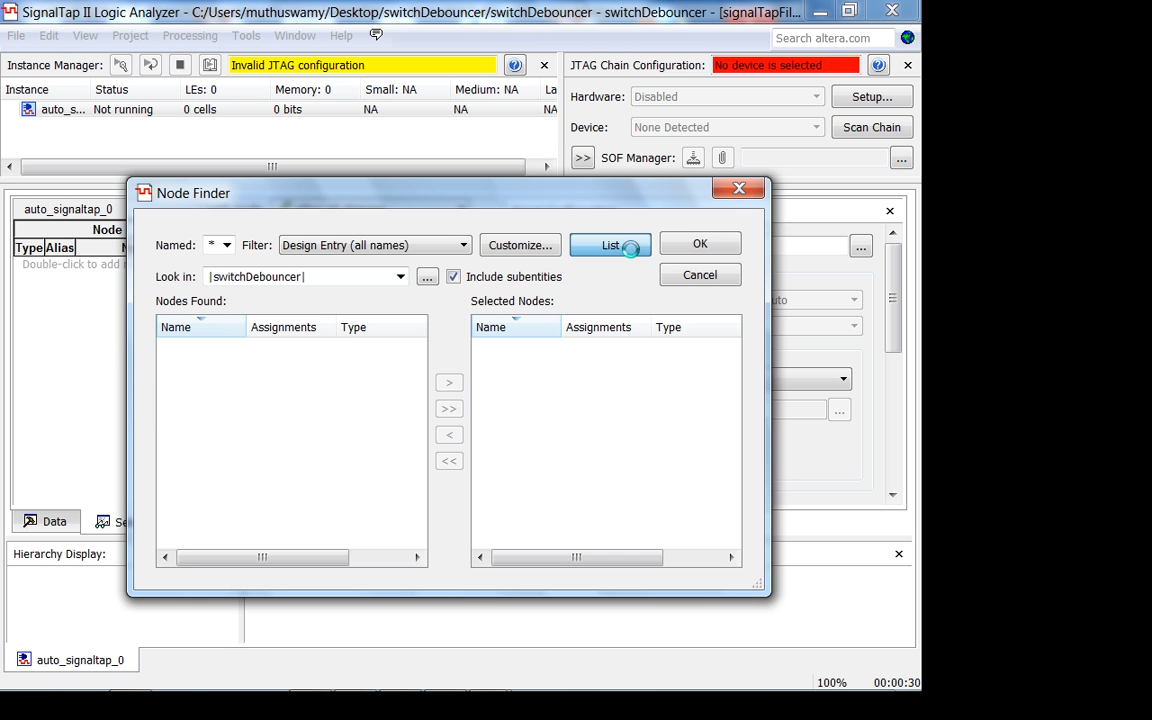 SignalTap II Logic Analyzer - C:/Users/muthuswamy/Desktop/switchDebouncer/switchDebouncer - switchDebouncer - [signalTapFil...
File Edit View Project Processing Tools Window Help
Search altera.com
Instance Manager: Invalid JTAG configuration
JTAG Chain Configuration: No device is selected
Instance Status LEs: 0 Memory: 0 Small: NA Medium: NA La
auto_s... Not running 0 cells 0 bits NA NA NA
Hardware: Disabled Setup...
Device: None Detected Scan Chain
>> SOF Manager: ...
auto_signaltap_0
Node
Type Alias N
Double-click to add n
Node Finder
Named: * Filter: Design Entry (all names) Customize... List OK
Look in: |switchDebouncer| ... Include subentities Cancel
Nodes Found: Selected Nodes:
Name Assignments Type
Name Assignments Type
>
>>
<
<<
...
uto
...
Data Se
Hierarchy Display:
auto_signaltap_0
100% 00:00:30